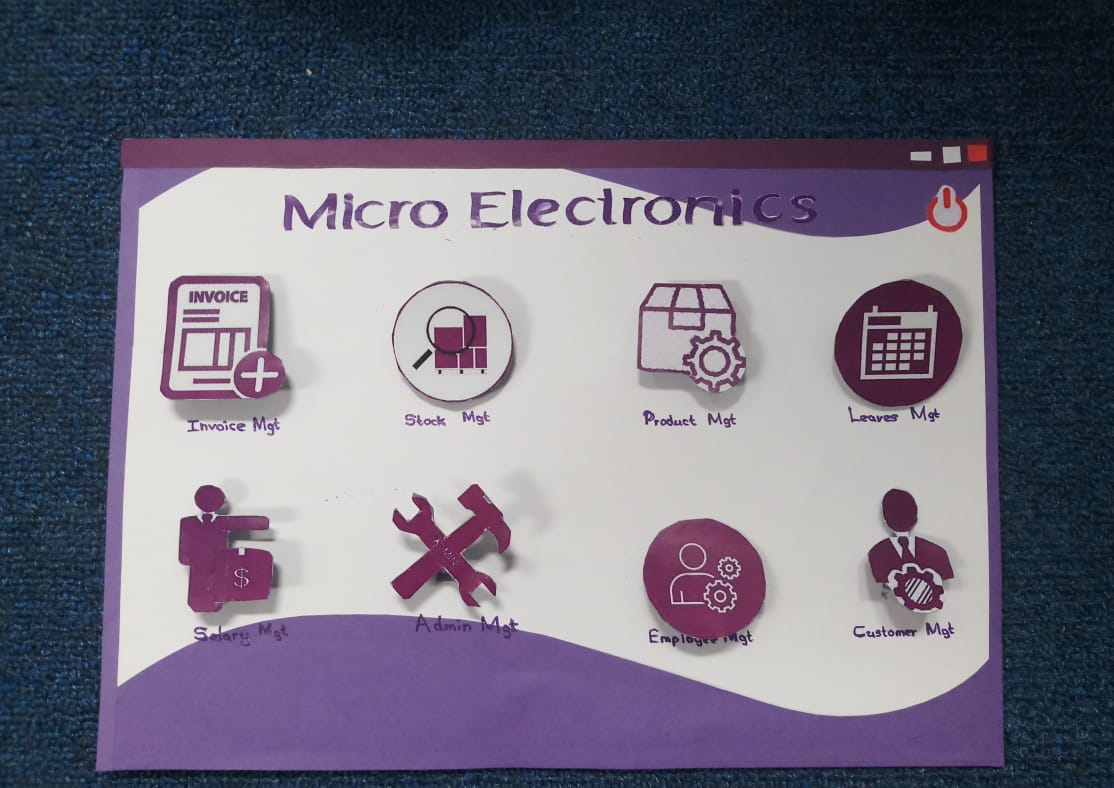 Micro Electronics
INVOICE
Invoice Mgt
Stock Mgt
Product Mgt
Leaves Mgt
$
Salary Mgt
Admin Mgt
Employee Mgt
Customer Mgt